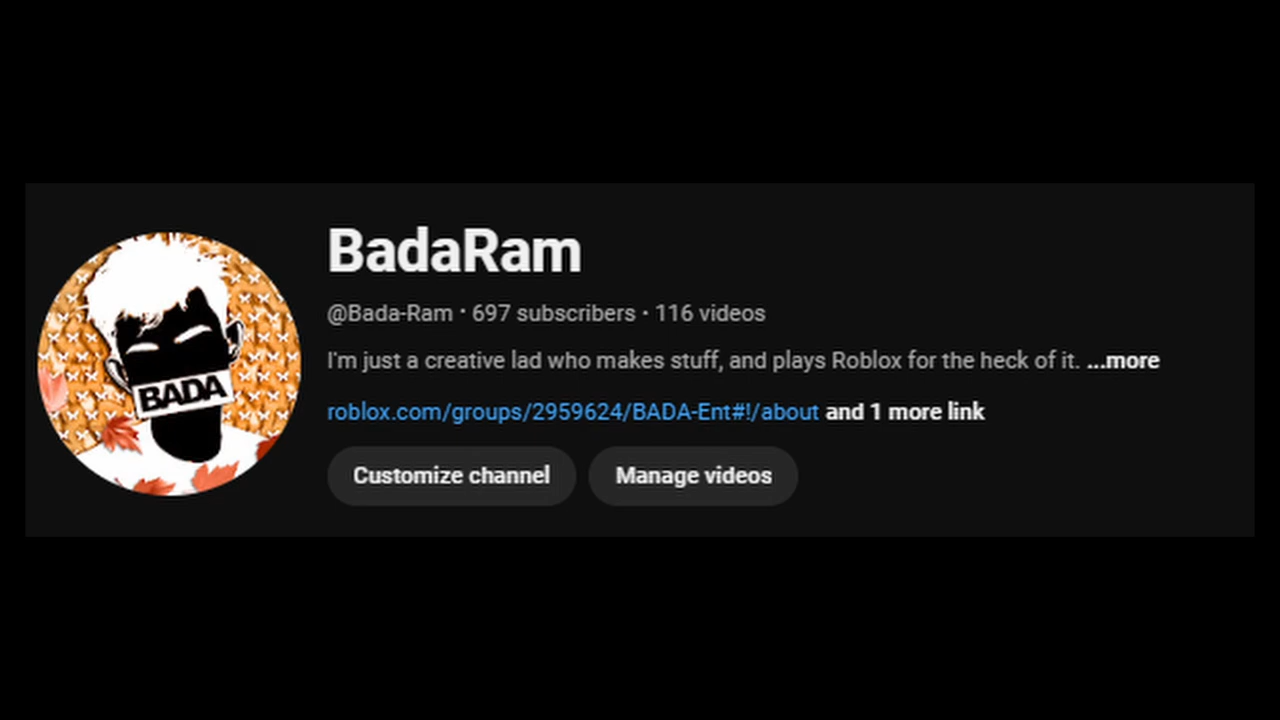 BadaRam
@Bada-Ram • 697 subscribers • 116 videos
I'm just a creative lad who makes stuff, and plays Roblox for the heck of it. ...more
BADA
roblox.com/groups/2959624/BADA-Ent#!/about and 1 more link
Customize channel Manage videos